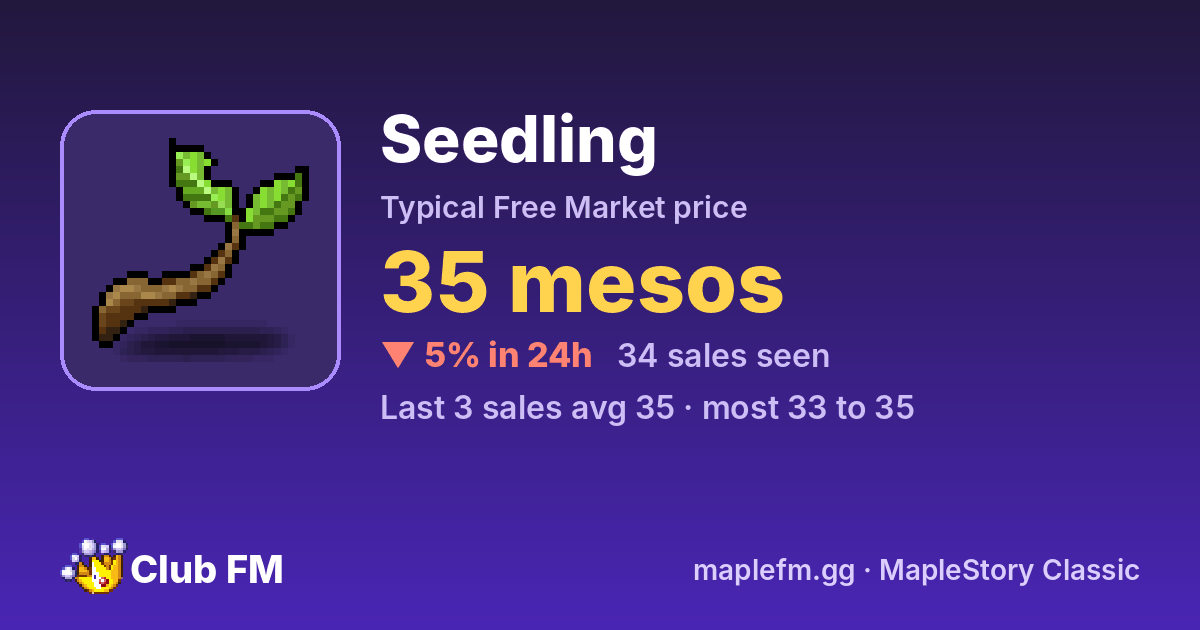 Seedling
Typical Free Market price
35 mesos
▼ 5% in 24h 34 sales seen
Last 3 sales avg 35 · most 33 to 35
Club FM
maplefm.gg · MapleStory Classic